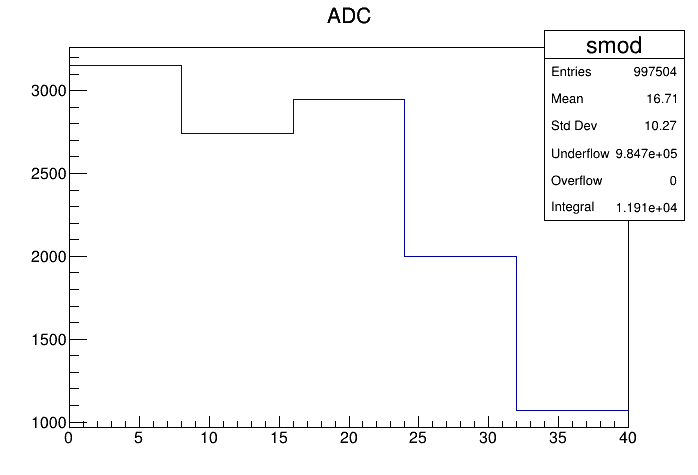 ADC
smod
Entries 997504
Mean 16.71
Std Dev 10.27
Underflow 9.847e+05
Overflow 0
Integral 1.191e+04
3000
2500
2000
1500
1000
0 5 10 15 20 25 30 35 40